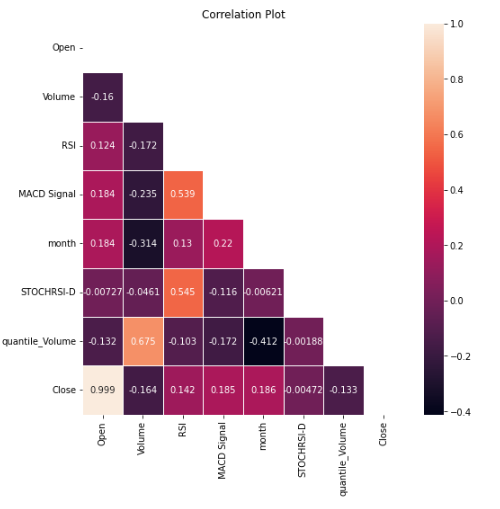 Correlation Plot
Open
Volume
-0.16
RSI
0.124 -0.172
MACD Signal
0.184 -0.235 0.539
month
0.184 -0.314 0.13 0.22
STOCHRSI-D
-0.00727 -0.0461 0.545 -0.116 -0.00621
quantile_Volume
-0.132 0.675 -0.103 -0.172 -0.412 -0.00188
Close
0.999 -0.164 0.142 0.185 0.186 -0.00472 -0.133
Open
Volume
RSI
MACD Signal
month
STOCHRSI-D
quantile_Volume
Close
1.0
0.8
0.6
0.4
0.2
0.0
−0.2
−0.4